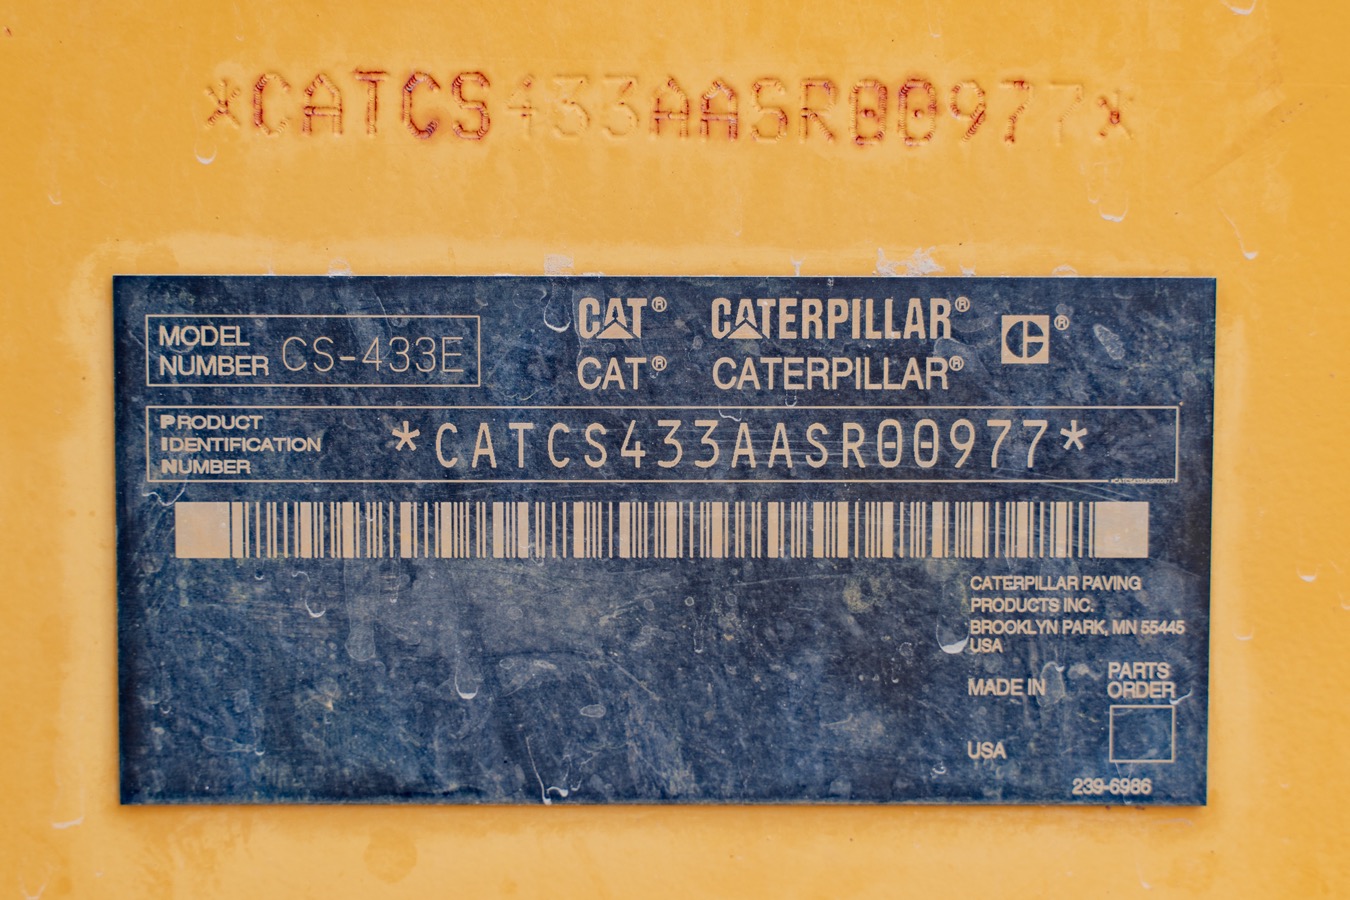 *CATCS433AASR00977*
MODEL
NUMBER CS-433E
CAT® CATERPILLAR®
CAT® CATERPILLAR®
C ®
PRODUCT
IDENTIFICATION
NUMBER
*CATCS433AASR00977*
*CATCS433AASR00977*
CATERPILLAR PAVING
PRODUCTS INC.
BROOKLYN PARK, MN 55445
USA
MADE IN
USA
PARTS
ORDER
239-6986